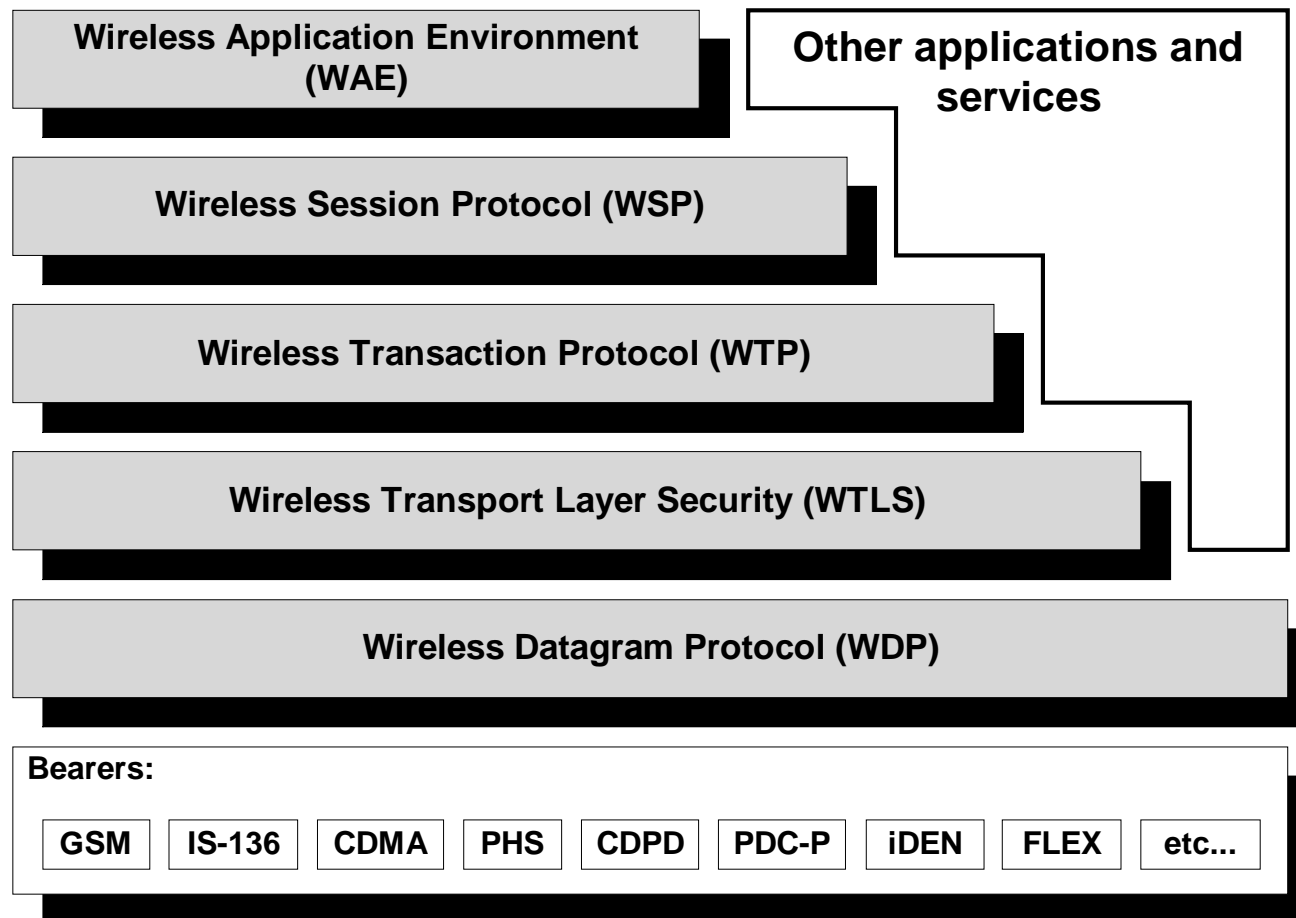 Wireless Application Environment
(WAE)
Other applications and
services
Wireless Session Protocol (WSP)
Wireless Transaction Protocol (WTP)
Wireless Transport Layer Security (WTLS)
Wireless Datagram Protocol (WDP)
Bearers:
GSM IS-136 CDMA PHS CDPD PDC-P iDEN FLEX etc...